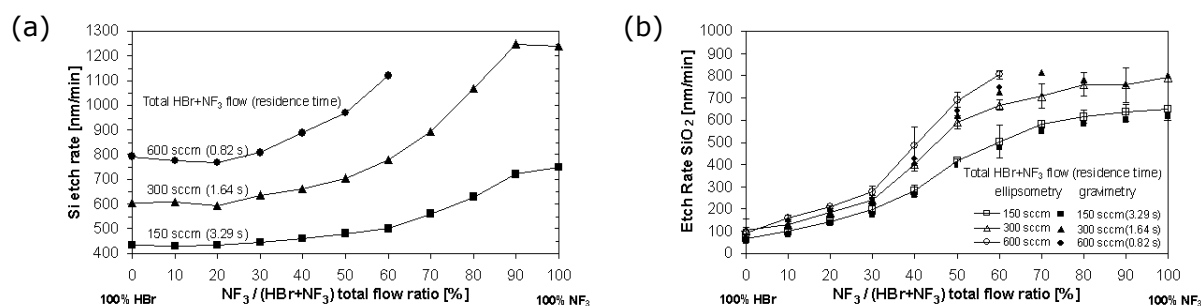 (a)
Si etch rate [nm/min]
1300
1200
1100
1000
900
800
700
600
500
400
Total HBr+NF3 flow (residence time)
600 sccm (0.82 s)
300 sccm (1.64 s)
150 sccm (3.29 s)
0 10 20 30 40 50 60 70 80 90 100
NF3 / (HBr+NF3) total flow ratio [%]
100% HBr
100% NF3
(b)
Etch Rate SiO2 [nm/min]
1000
900
800
700
600
500
400
300
200
100
0
Total HBr+NF3 flow (residence time)
ellipsometry gravimetry
150 sccm 150 sccm(3.29 s)
300 sccm 300 sccm(1.64 s)
600 sccm 600 sccm(0.82 s)
0 10 20 30 40 50 60 70 80 90 100
NF3 / (HBr+NF3) total flow ratio [%]
100% HBr
100% NF3